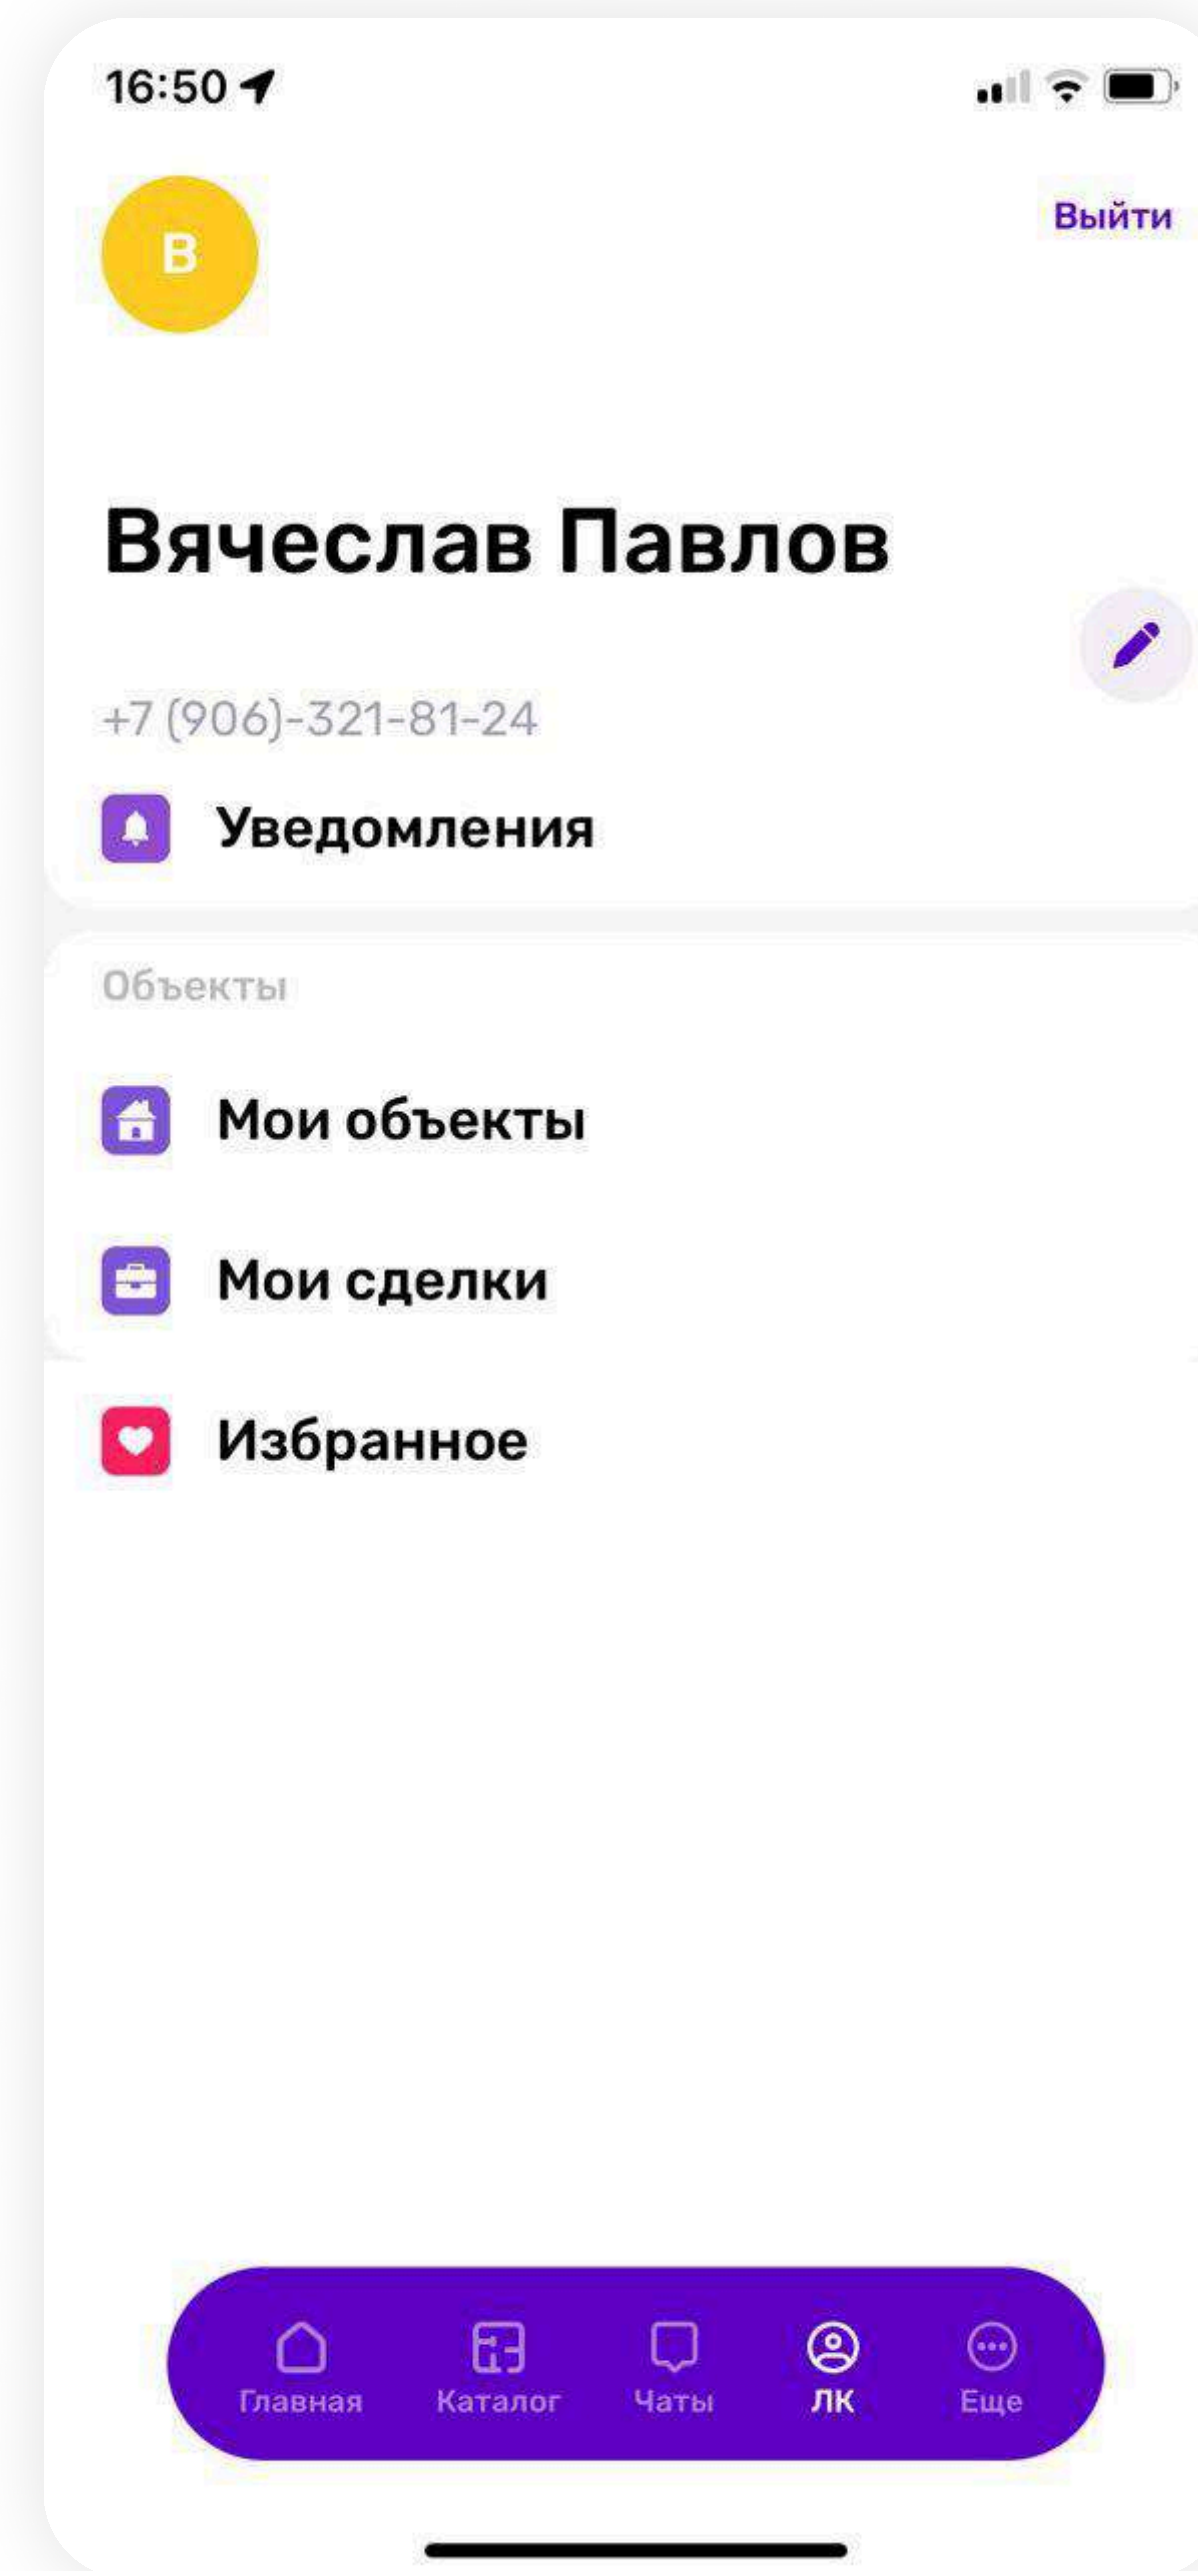 16:50
В
Выйти
Вячеслав Павлов
+7 (906)-321-81-24
Уведомления
Объекты
Мои объекты
Мои сделки
Избранное
Главная Каталог Чаты ЛК Еще